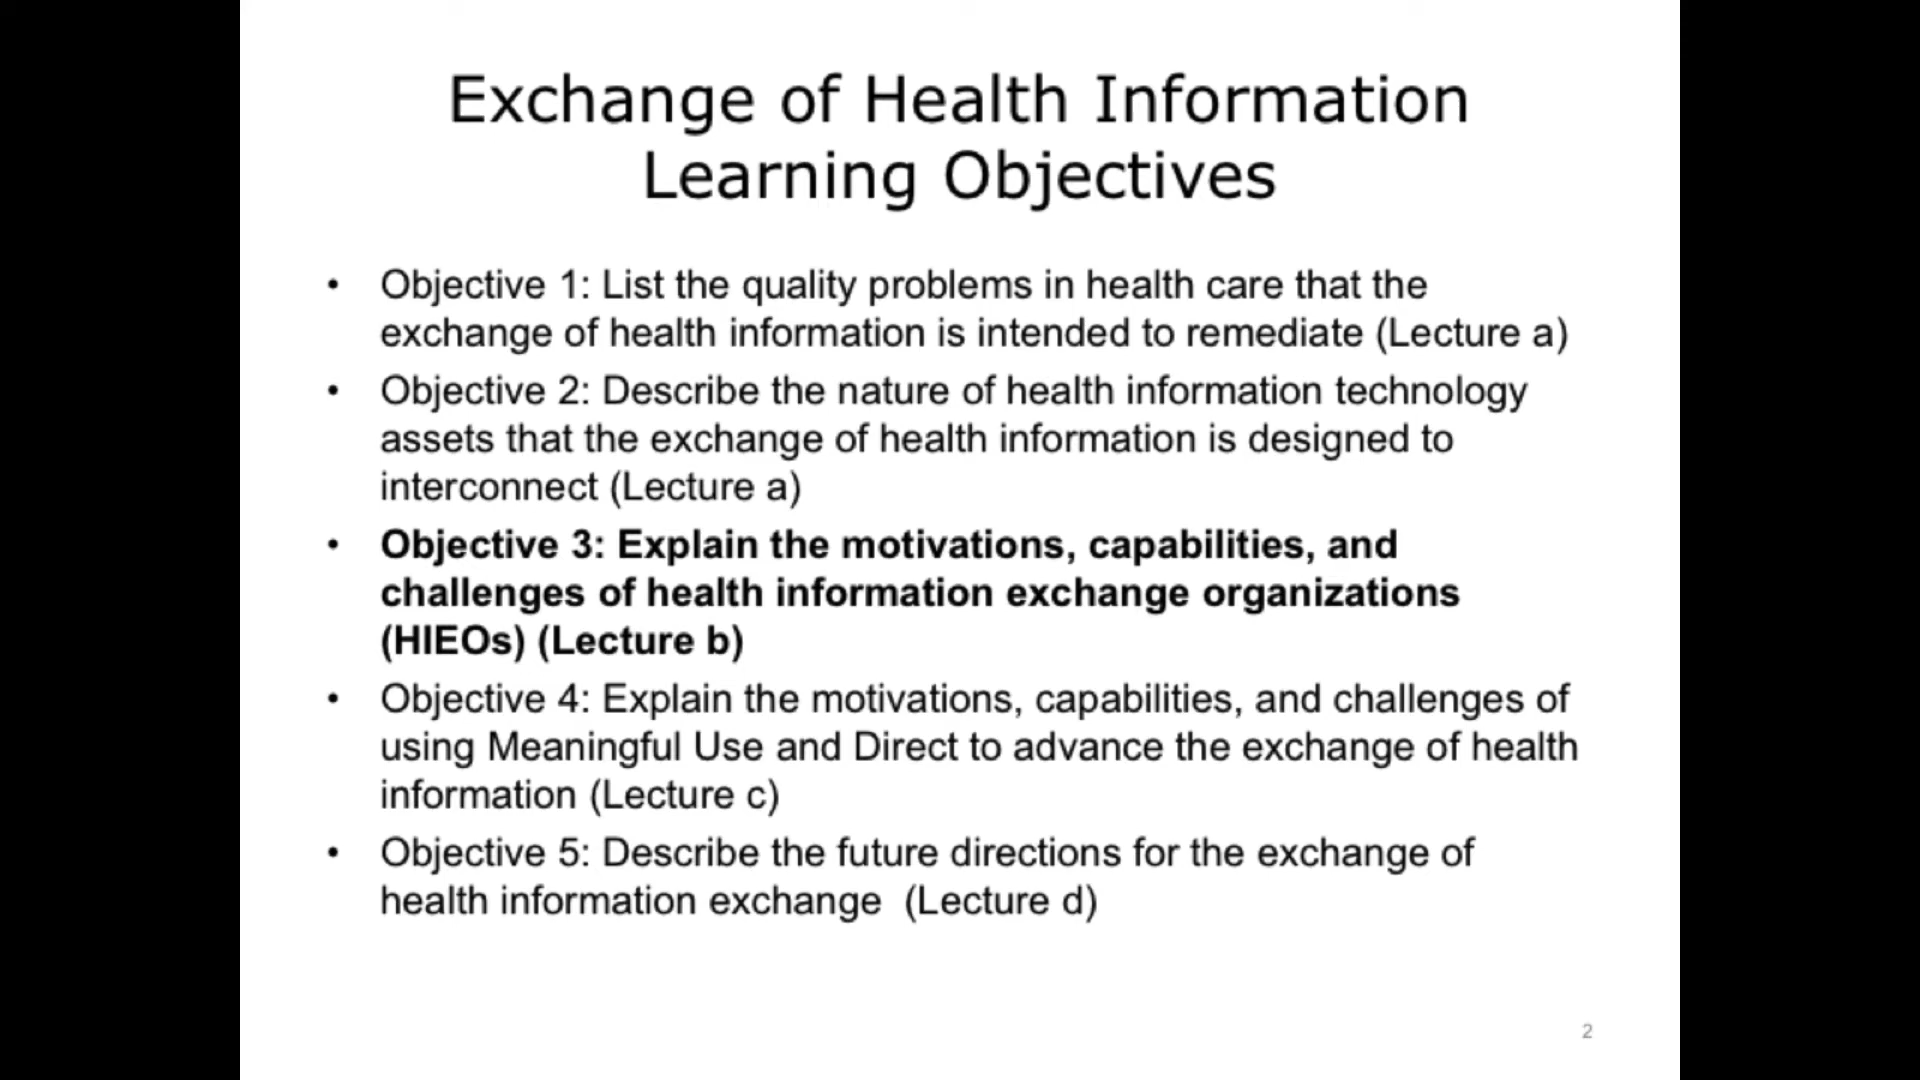 Exchange of Health Information
Learning Objectives
• Objective 1: List the quality problems in health care that the
exchange of health information is intended to remediate (Lecture a)
• Objective 2: Describe the nature of health information technology
assets that the exchange of health information is designed to
interconnect (Lecture a)
• Objective 3: Explain the motivations, capabilities, and
challenges of health information exchange organizations
(HIEOs) (Lecture b)
• Objective 4: Explain the motivations, capabilities, and challenges of
using Meaningful Use and Direct to advance the exchange of health
information (Lecture c)
• Objective 5: Describe the future directions for the exchange of
health information exchange  (Lecture d)
2